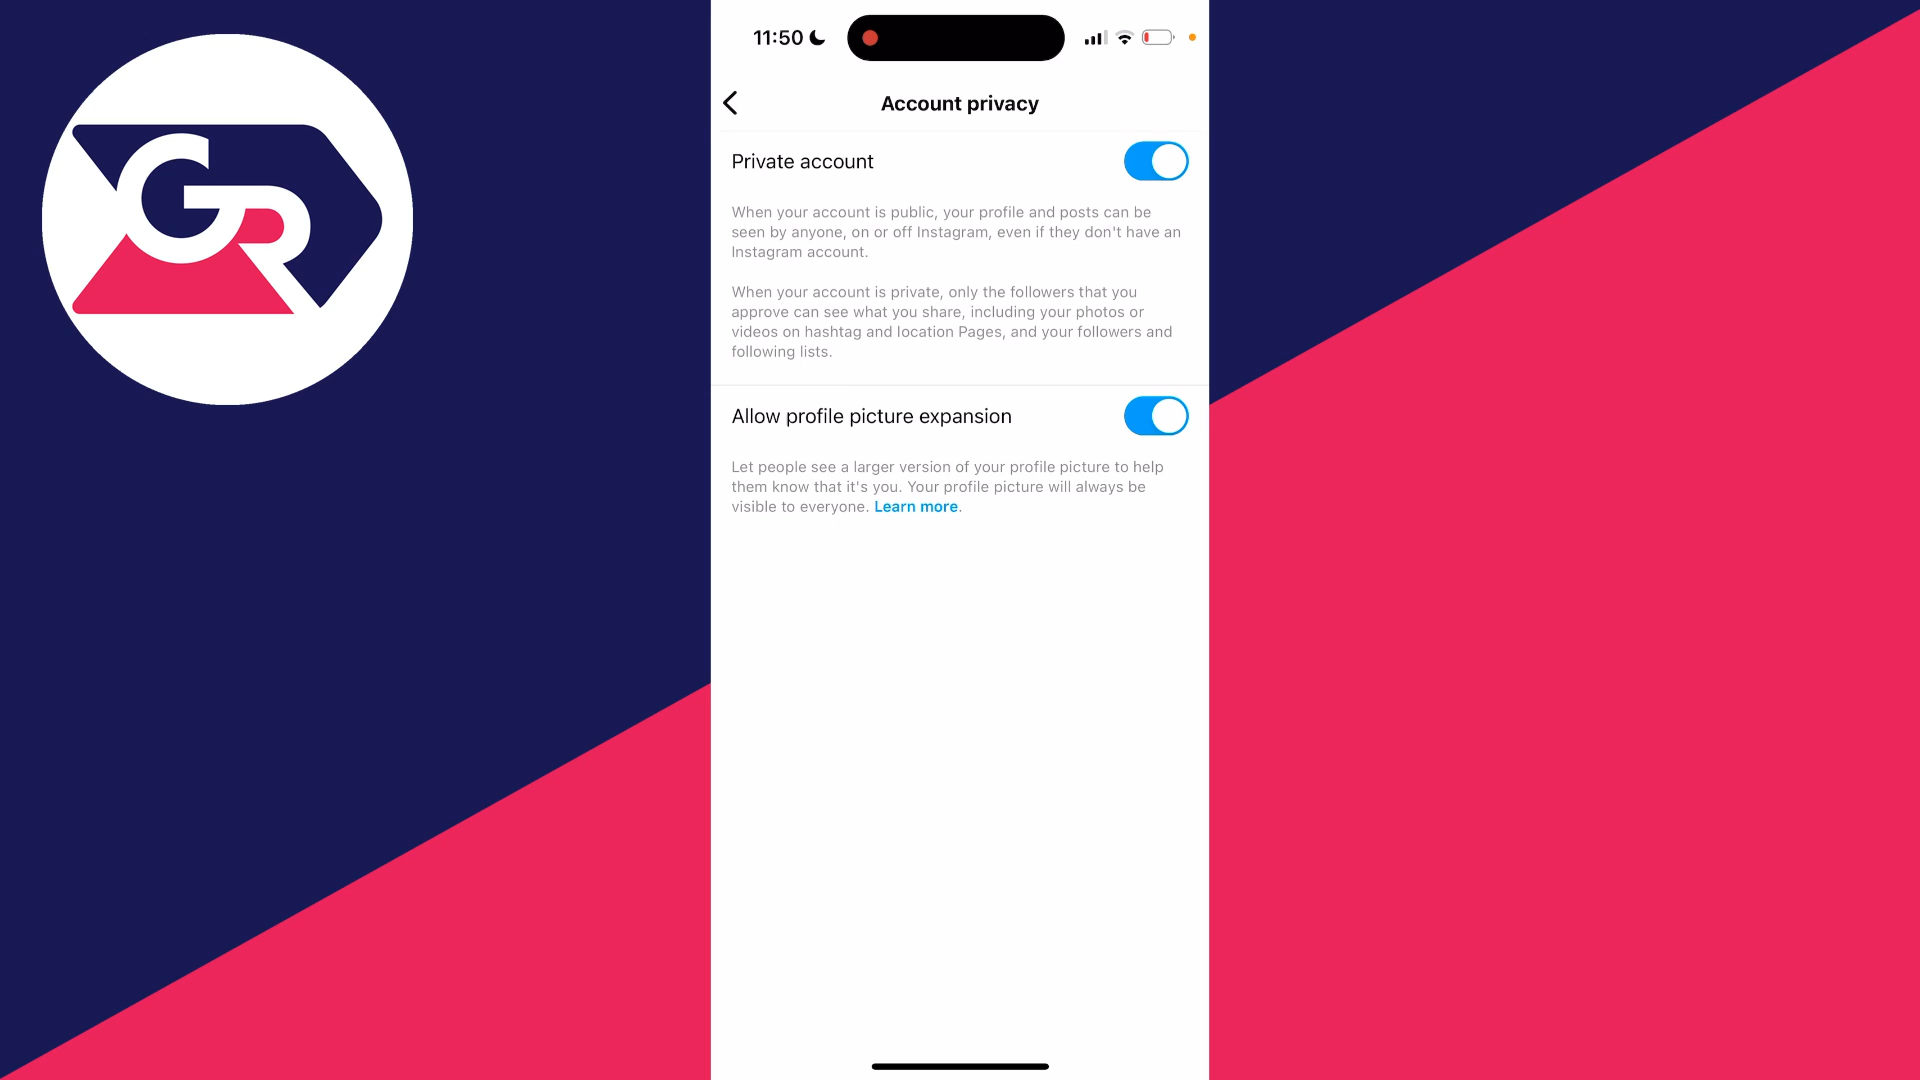 GR
11:50
Account privacy
Private account
When your account is public, your profile and posts can be
seen by anyone, on or off Instagram, even if they don't have an
Instagram account.
When your account is private, only the followers that you
approve can see what you share, including your photos or
videos on hashtag and location Pages, and your followers and
following lists.
Allow profile picture expansion
Let people see a larger version of your profile picture to help
them know that it's you. Your profile picture will always be
visible to everyone. Learn more.